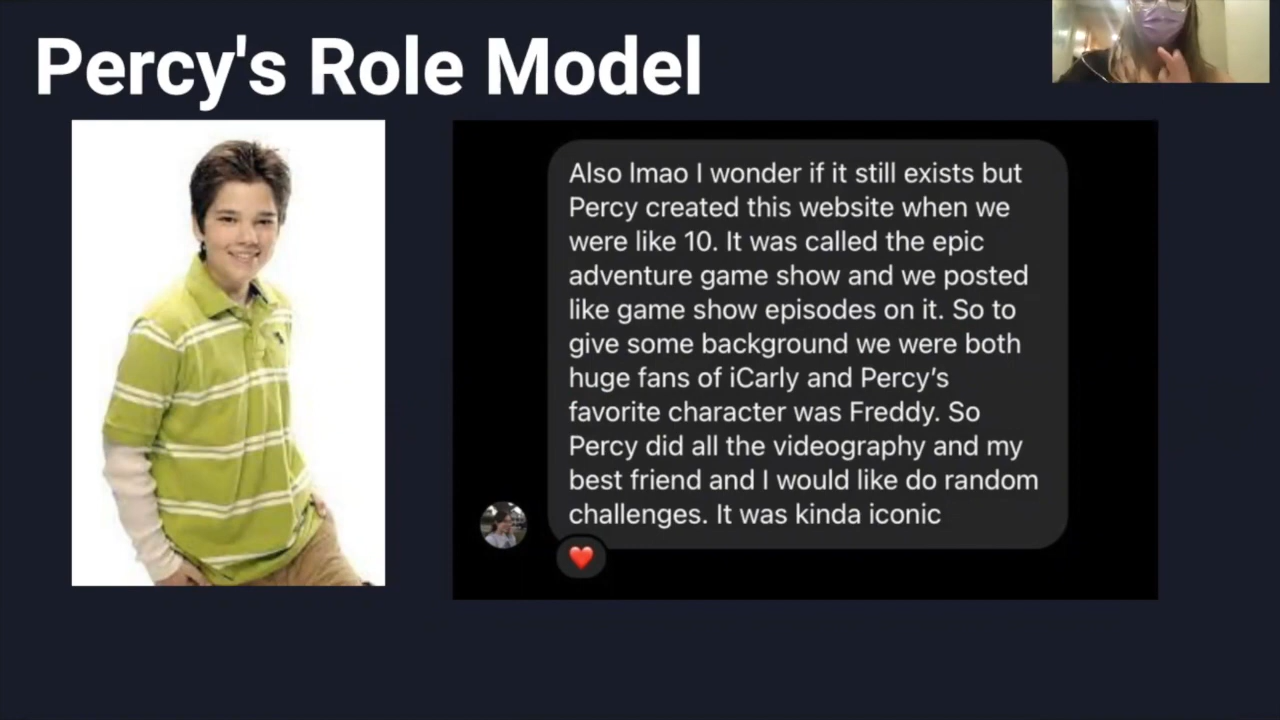 Percy's Role Model
Also lmao I wonder if it still exists but
Percy created this website when we
were like 10. It was called the epic
adventure game show and we posted
like game show episodes on it. So to
give some background we were both
huge fans of iCarly and Percy’s
favorite character was Freddy. So
Percy did all the videography and my
best friend and I would like do random
challenges. It was kinda iconic